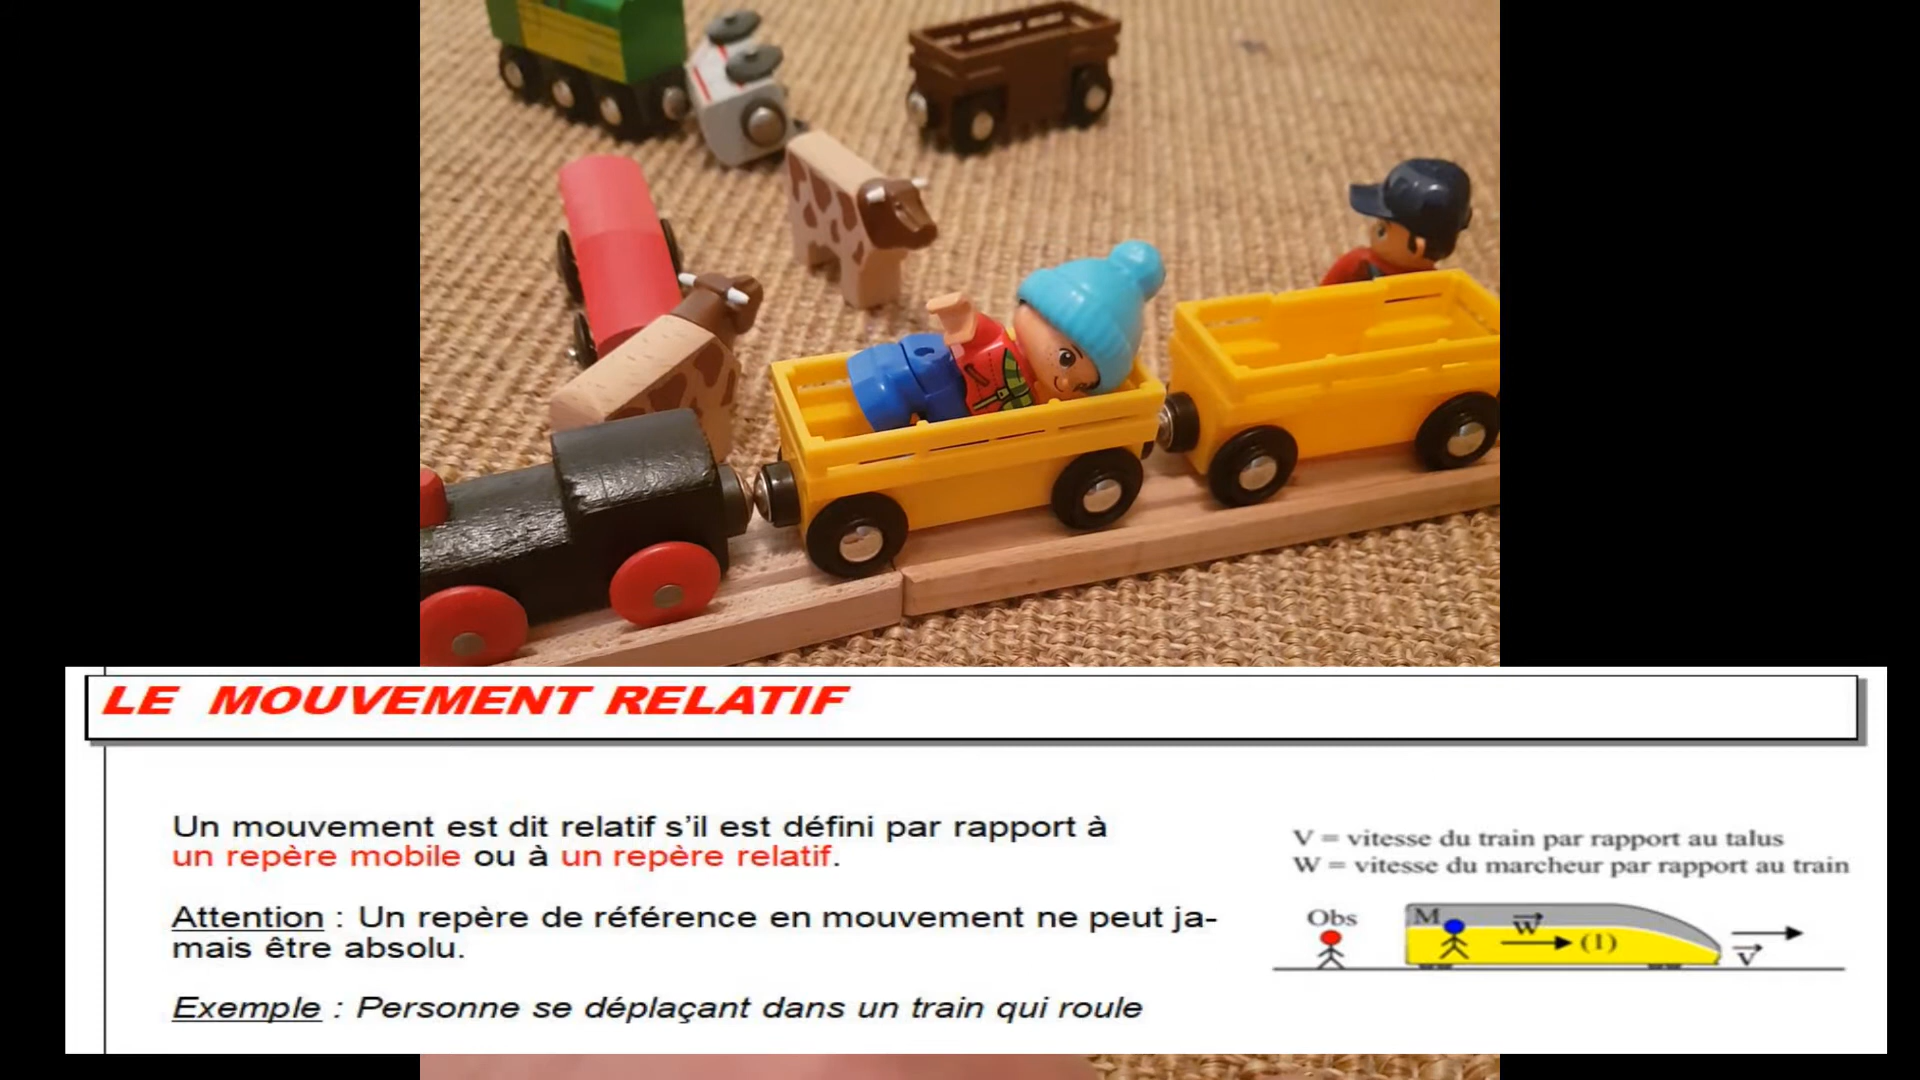 LE MOUVEMENT RELATIF
Un mouvement est dit relatif s’il est défini par rapport à
un repère mobile ou à un repère relatif.
Attention : Un repère de référence en mouvement ne peut ja-
mais être absolu.
Exemple : Personne se déplaçant dans un train qui roule
V = vitesse du train par rapport au talus
W = vitesse du marcheur par rapport au train
Obs
M
w
(1)
v